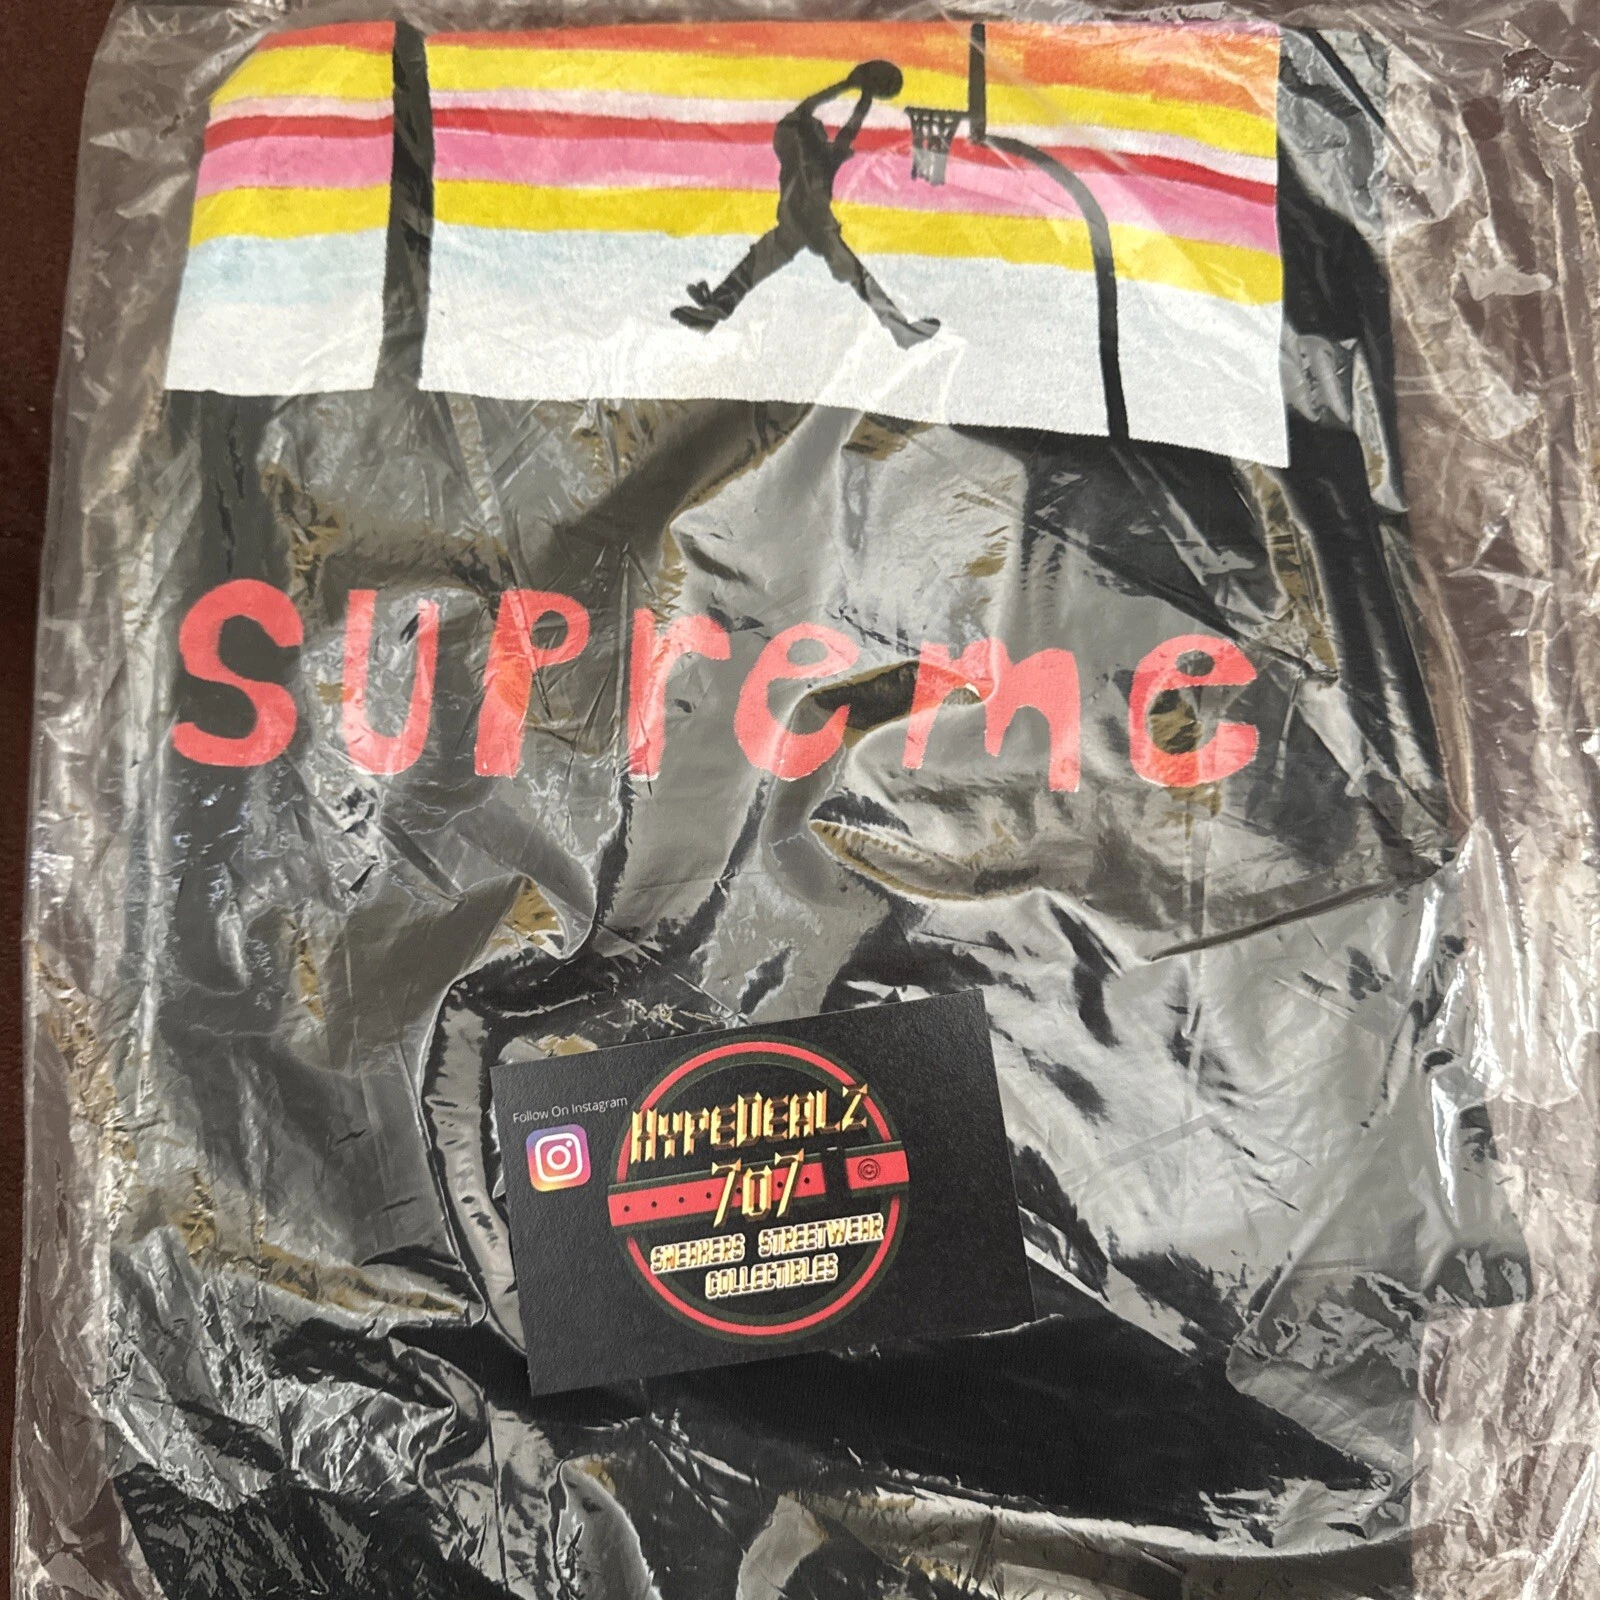 suPreme
Follow On Instagram
HYPEDEALZ
707
©
SNEAKERS STREETWEAR
COLLECTIBLES